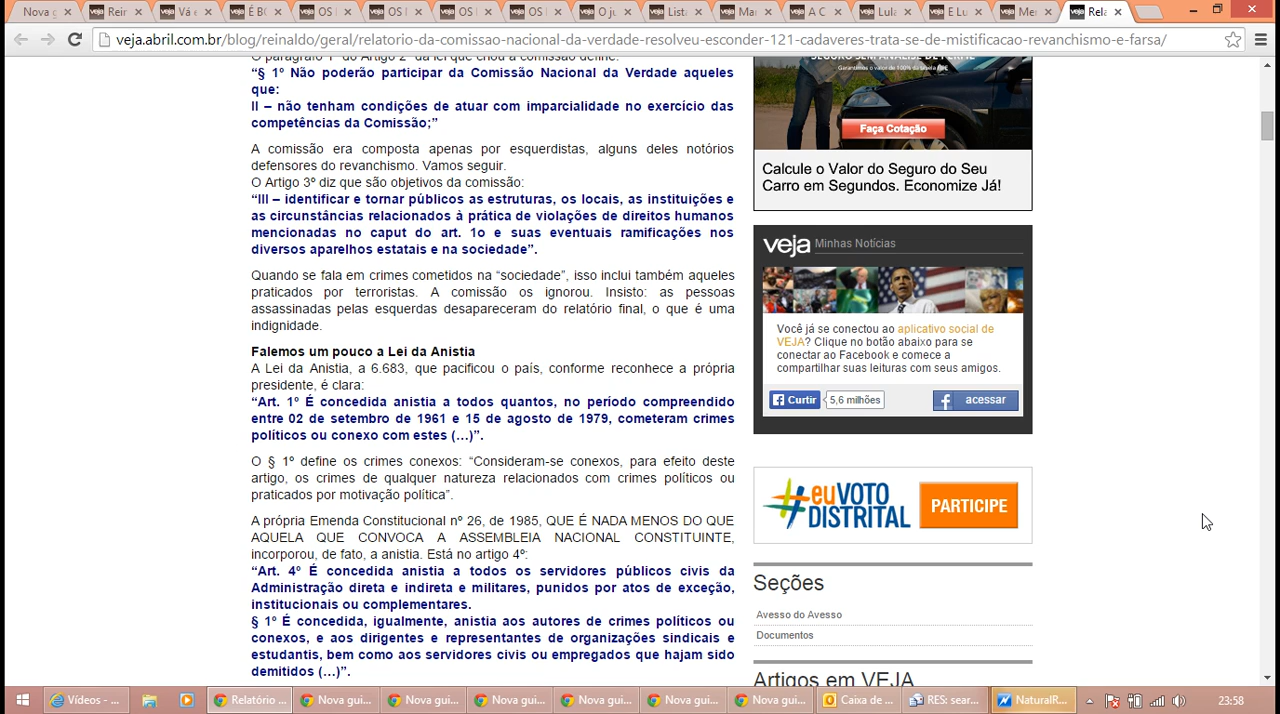 Nova g
Rein
Vá e
É BO
OS
OS
OS
OS
O ju
Lista
Mar
A C
Lula
E Lu
Mer
Rela
veja.abril.com.br/blog/reinaldo/geral/relatorio-da-comissao-nacional-da-verdade-resolveu-esconder-121-cadaveres-trata-se-de-mistificacao-revanchismo-e-farsa/
O parágrafo 1º do Artigo 2º da lei que criou a comissão define:
“§ 1º Não poderão participar da Comissão Nacional da Verdade aqueles
que:
II – não tenham condições de atuar com imparcialidade no exercício das
competências da Comissão;”
A comissão era composta apenas por esquerdistas, alguns deles notórios
defensores do revanchismo. Vamos seguir.
O Artigo 3º diz que são objetivos da comissão:
“III – identificar e tornar públicos as estruturas, os locais, as instituições e
as circunstâncias relacionados à prática de violações de direitos humanos
mencionadas no caput do art. 1o e suas eventuais ramificações nos
diversos aparelhos estatais e na sociedade”.
Quando se fala em crimes cometidos na “sociedade”, isso inclui também aqueles
praticados por terroristas. A comissão os ignorou. Insisto: as pessoas
assassinadas pelas esquerdas desapareceram do relatório final, o que é uma
indignidade.
Falemos um pouco a Lei da Anistia
A Lei da Anistia, a 6.683, que pacificou o país, conforme reconhece a própria
presidente, é clara:
“Art. 1º É concedida anistia a todos quantos, no período compreendido
entre 02 de setembro de 1961 e 15 de agosto de 1979, cometeram crimes
políticos ou conexo com estes (…)”.
O § 1º define os crimes conexos: “Consideram-se conexos, para efeito deste
artigo, os crimes de qualquer natureza relacionados com crimes políticos ou
praticados por motivação política”.
A própria Emenda Constitucional nº 26, de 1985, QUE É NADA MENOS DO QUE
AQUELA QUE CONVOCA A ASSEMBLEIA NACIONAL CONSTITUINTE,
incorporou, de fato, a anistia. Está no artigo 4º:
“Art. 4º É concedida anistia a todos os servidores públicos civis da
Administração direta e indireta e militares, punidos por atos de exceção,
institucionais ou complementares.
§ 1º É concedida, igualmente, anistia aos autores de crimes políticos ou
conexos, e aos dirigentes e representantes de organizações sindicais e
estudantis, bem como aos servidores civis ou empregados que hajam sido
demitidos (…)”.
SEGURO SEM ANÁLISE DE PERFIL
Garantimos o valor de 100% da tabela FIPE
Faça Cotação
Calcule o Valor do Seguro do Seu
Carro em Segundos. Economize Já!
veja Minhas Notícias
Você já se conectou ao aplicativo social de
VEJA? Clique no botão abaixo para se
conectar ao Facebook e comece a
compartilhar suas leituras com seus amigos.
Curtir 5,6 milhões acessar
#euVOTO
DISTRITAL
PARTICIPE
Seções
Avesso do Avesso
Documentos
Artigos em VEJA
Vídeos - ...
Relatório ...
Nova gui...
Nova gui...
Nova gui...
Nova gui...
Nova gui...
Nova gui...
Caixa de ...
RES: sear...
NaturalR...
23:58